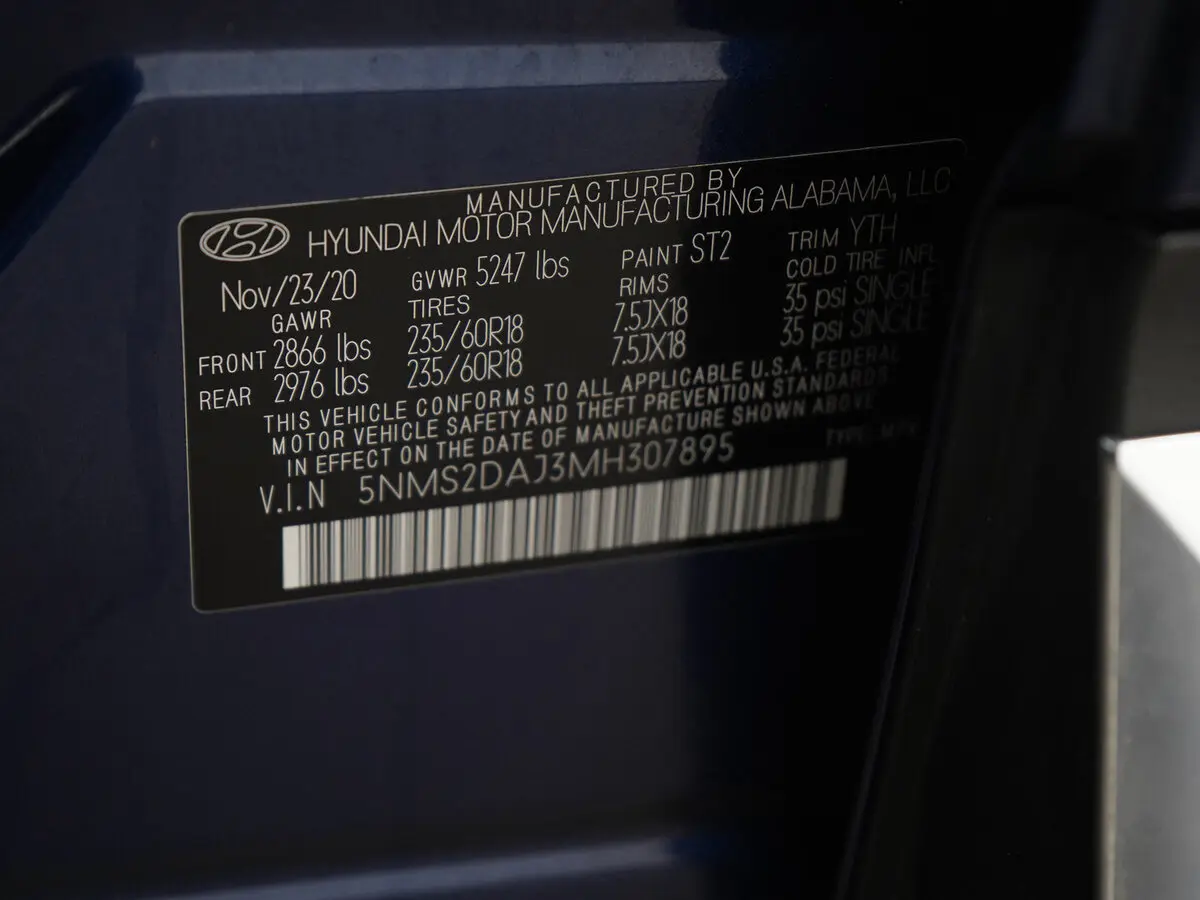 MANUFACTURED BY
HYUNDAI MOTOR MANUFACTURING ALABAMA, LLC
Nov/23/20 GVWR 5247 lbs PAINT ST2 TRIM YTH
GAWR TIRES RIMS COLD TIRE INFL
FRONT 2866 lbs 235/60R18 7.5JX18 35 psi SINGLE
REAR 2976 lbs 235/60R18 7.5JX18 35 psi SINGLE
THIS VEHICLE CONFORMS TO ALL APPLICABLE U.S.A. FEDERAL
MOTOR VEHICLE SAFETY AND THEFT PREVENTION STANDARDS
IN EFFECT ON THE DATE OF MANUFACTURE SHOWN ABOVE
V.I.N 5NMS2DAJ3MH307895 TYPE: MPV